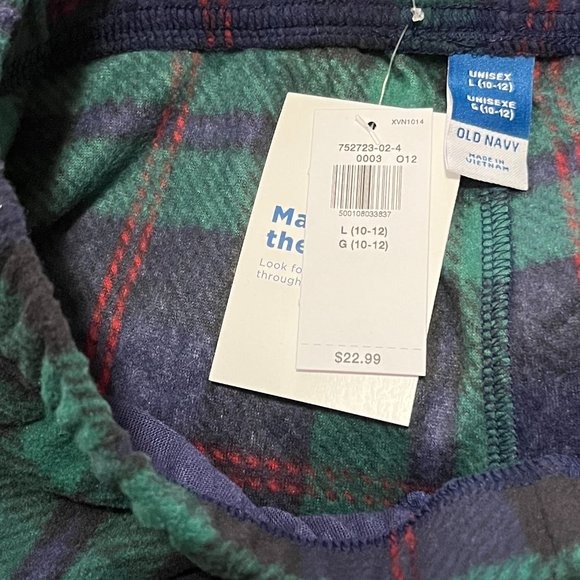 XVN1014
752723-02-4
0003 O12
500108033837
L (10-12)
G (10-12)
$22.99
Ma
the
Look fo
through
UNISEX
L (10-12)
UNISEXE
G (10-12)
OLD NAVY
MADE IN
VIETNAM